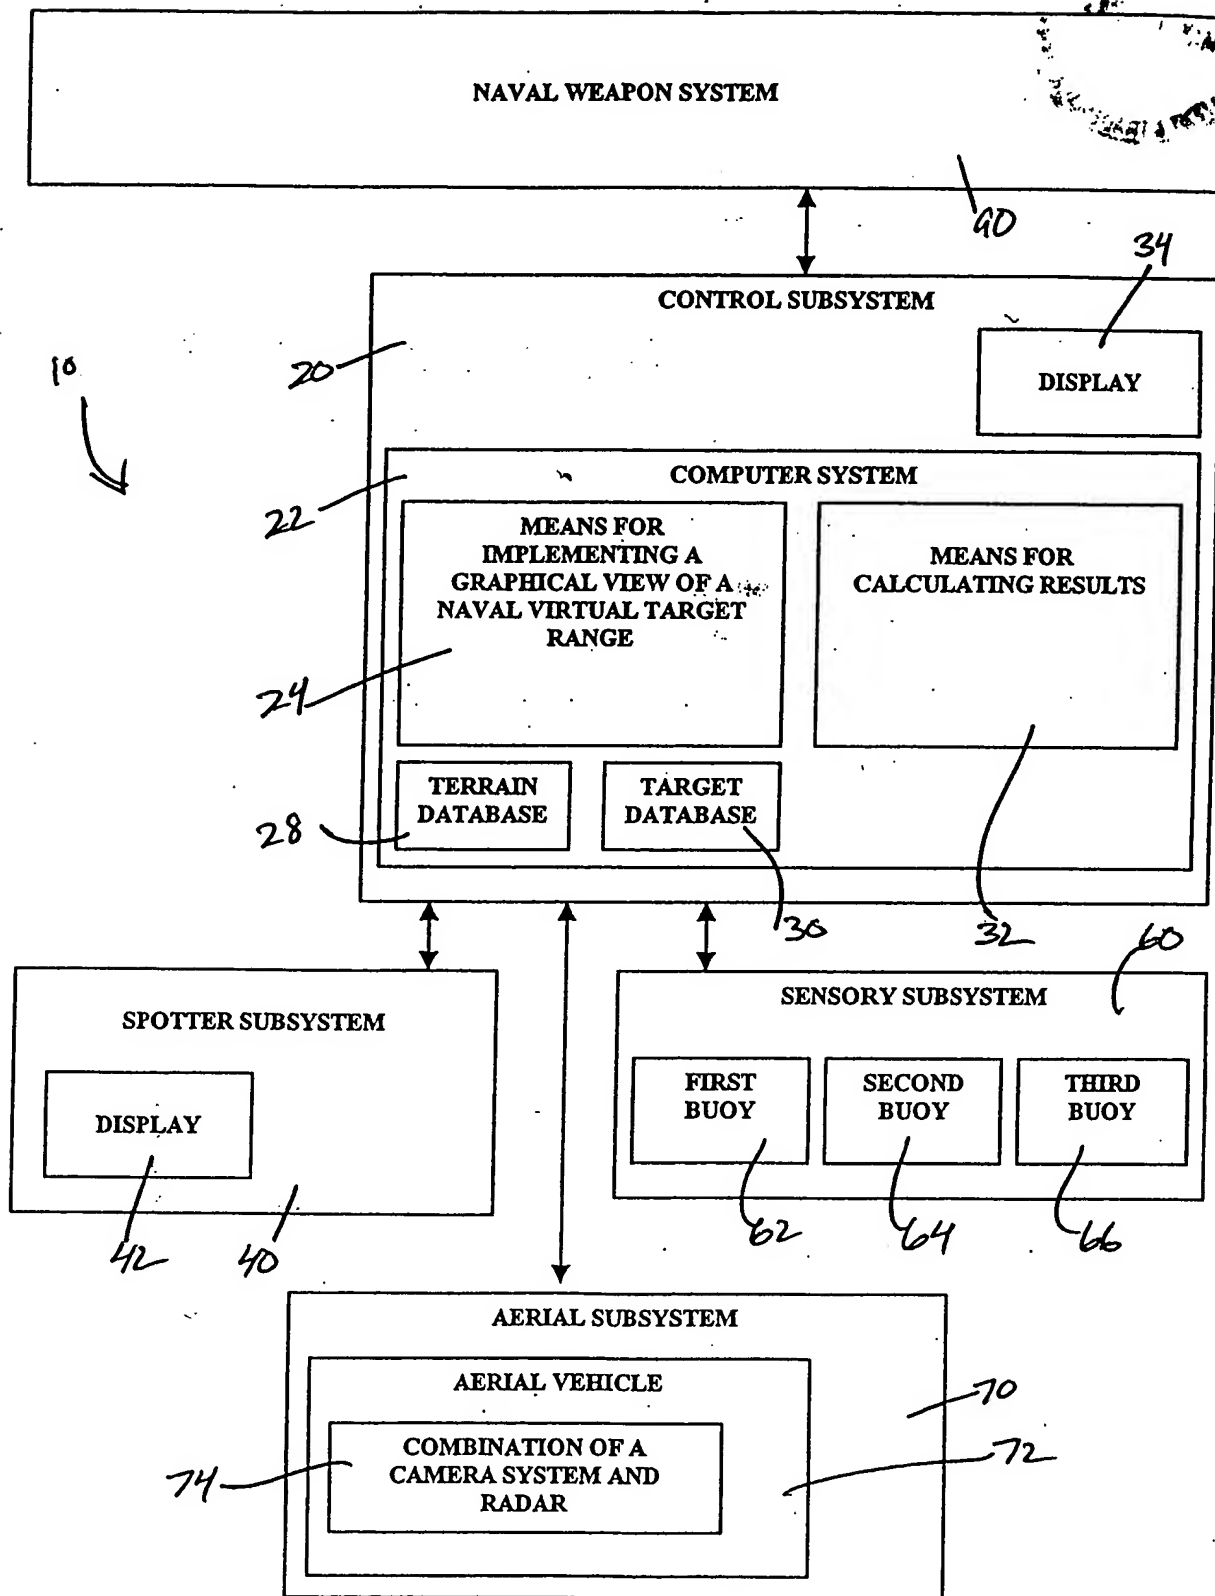 NAVAL WEAPON SYSTEM
90
34
CONTROL SUBSYSTEM
20
DISPLAY
10
COMPUTER SYSTEM
22
MEANS FOR
IMPLEMENTING A
GRAPHICAL VIEW OF A
NAVAL VIRTUAL TARGET
RANGE
MEANS FOR
CALCULATING RESULTS
24
TERRAIN
DATABASE
TARGET
DATABASE
28
30
32
60
SPOTTER SUBSYSTEM
DISPLAY
42
40
SENSORY SUBSYSTEM
FIRST
BUOY
SECOND
BUOY
THIRD
BUOY
62
64
66
AERIAL SUBSYSTEM
AERIAL VEHICLE
70
COMBINATION OF A
CAMERA SYSTEM AND
RADAR
74
72